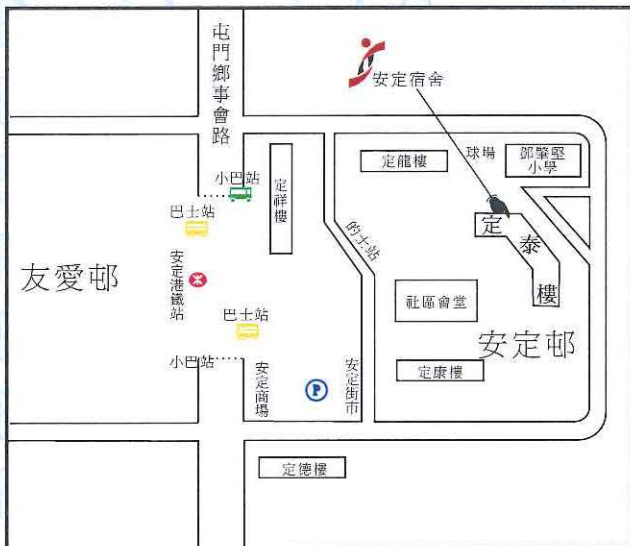 屯門鄉事會路
安定宿舍
球場
鄧肇堅
小學
定龍樓
定祥樓
小巴站
巴士站
的士站
定泰樓
友愛邨
安定港鐵站
社區會堂
巴士站
安定邨
小巴站
安定商場
P
安定街市
定康樓
定德樓